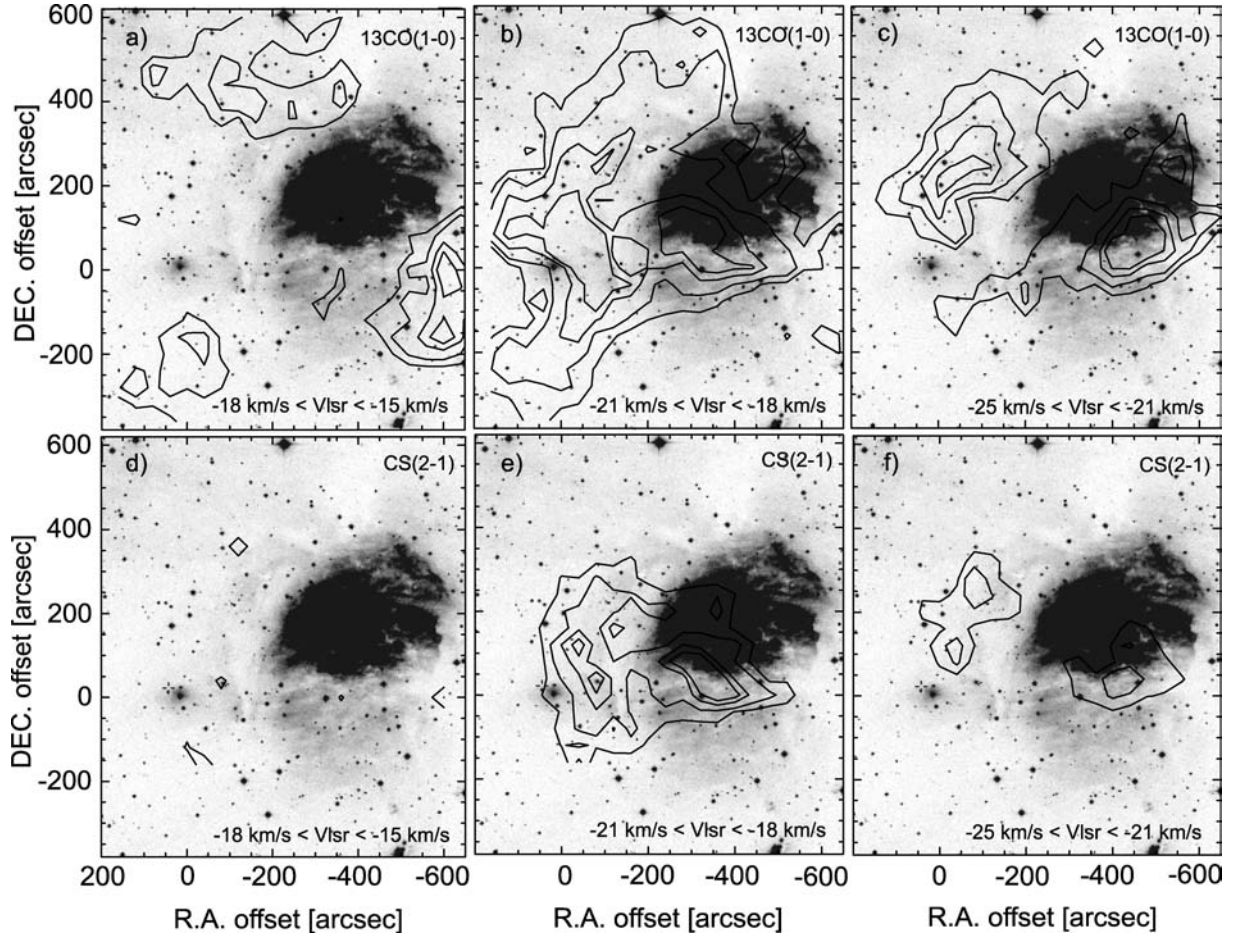 a) 13CO(1-0)
b) 13CO(1-0)
c) 13CO(1-0)
600
400
200
0
-200
DEC. offset [arcsec]
-18 km/s < Vlsr < -15 km/s
-21 km/s < Vlsr < -18 km/s
-25 km/s < Vlsr < -21 km/s
d) CS(2-1)
e) CS(2-1)
f) CS(2-1)
600
400
200
0
-200
DEC. offset [arcsec]
-18 km/s < Vlsr < -15 km/s
-21 km/s < Vlsr < -18 km/s
-25 km/s < Vlsr < -21 km/s
200 0 -200 -400 -600
0 -200 -400 -600
0 -200 -400 -600
R.A. offset [arcsec]
R.A. offset [arcsec]
R.A. offset [arcsec]